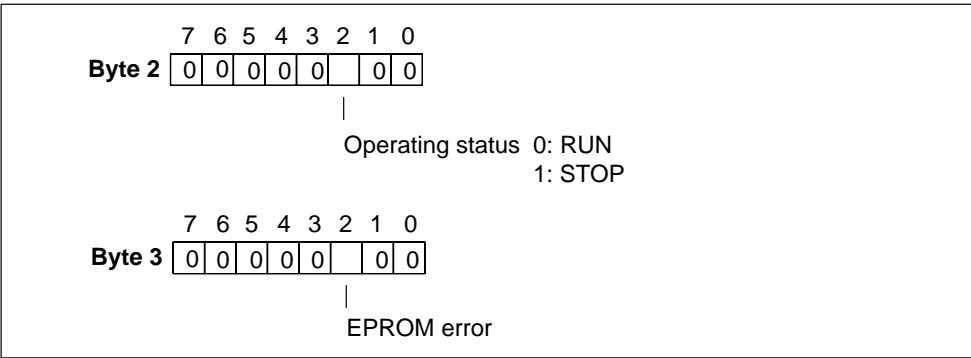 7 6 5 4 3 2 1 0
Byte 2 0 0 0 0 0 0 0
Operating status 0: RUN
1: STOP
7 6 5 4 3 2 1 0
Byte 3 0 0 0 0 0 0 0
EPROM error